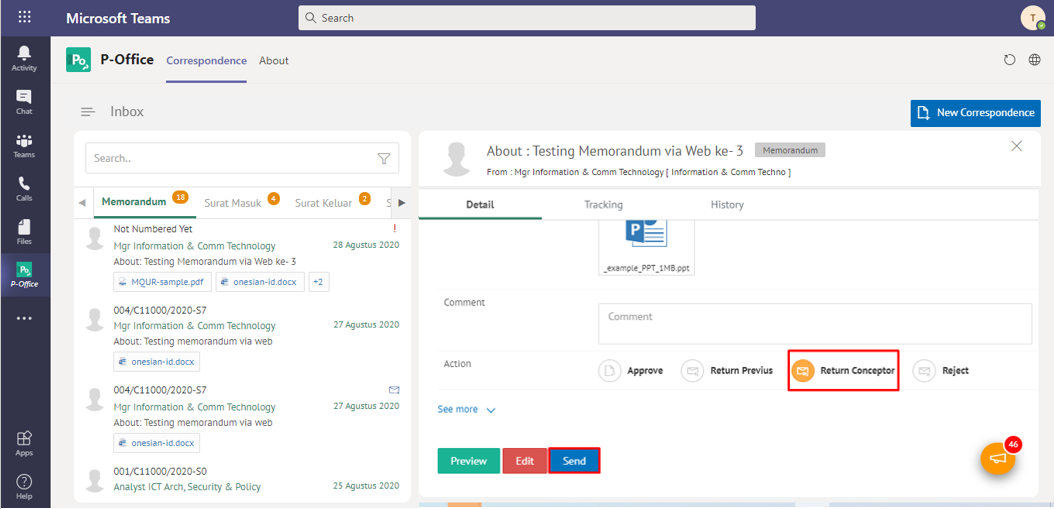 Microsoft Teams
Search
T
Activity
Chat
Teams
Calls
Files
Po
P-Office
Apps
Help
Po
P-Office
Correspondence
About
Inbox
New Correspondence
Search..
Memorandum 18
Surat Masuk 4
Surat Keluar 2
S
Not Numbered Yet
!
Mgr Information & Comm Technology
28 Agustus 2020
About: Testing Memorandum via Web ke- 3
MQUR-sample.pdf
onesian-id.docx
+2
004/C11000/2020-S7
Mgr Information & Comm Technology
27 Agustus 2020
About: Testing memorandum via web
onesian-id.docx
004/C11000/2020-S7
Mgr Information & Comm Technology
27 Agustus 2020
About: Testing memorandum via web
onesian-id.docx
001/C11000/2020-S0
Analyst ICT Arch, Security & Policy
25 Agustus 2020
About : Testing Memorandum via Web ke- 3
Memorandum
From : Mgr Information & Comm Technology [ Information & Comm Techno ]
Detail
Tracking
History
P
_example_PPT_1MB.ppt
Comment
Comment
Action
Approve
Return Previus
Return Conceptor
Reject
See more
Preview
Edit
Send
46